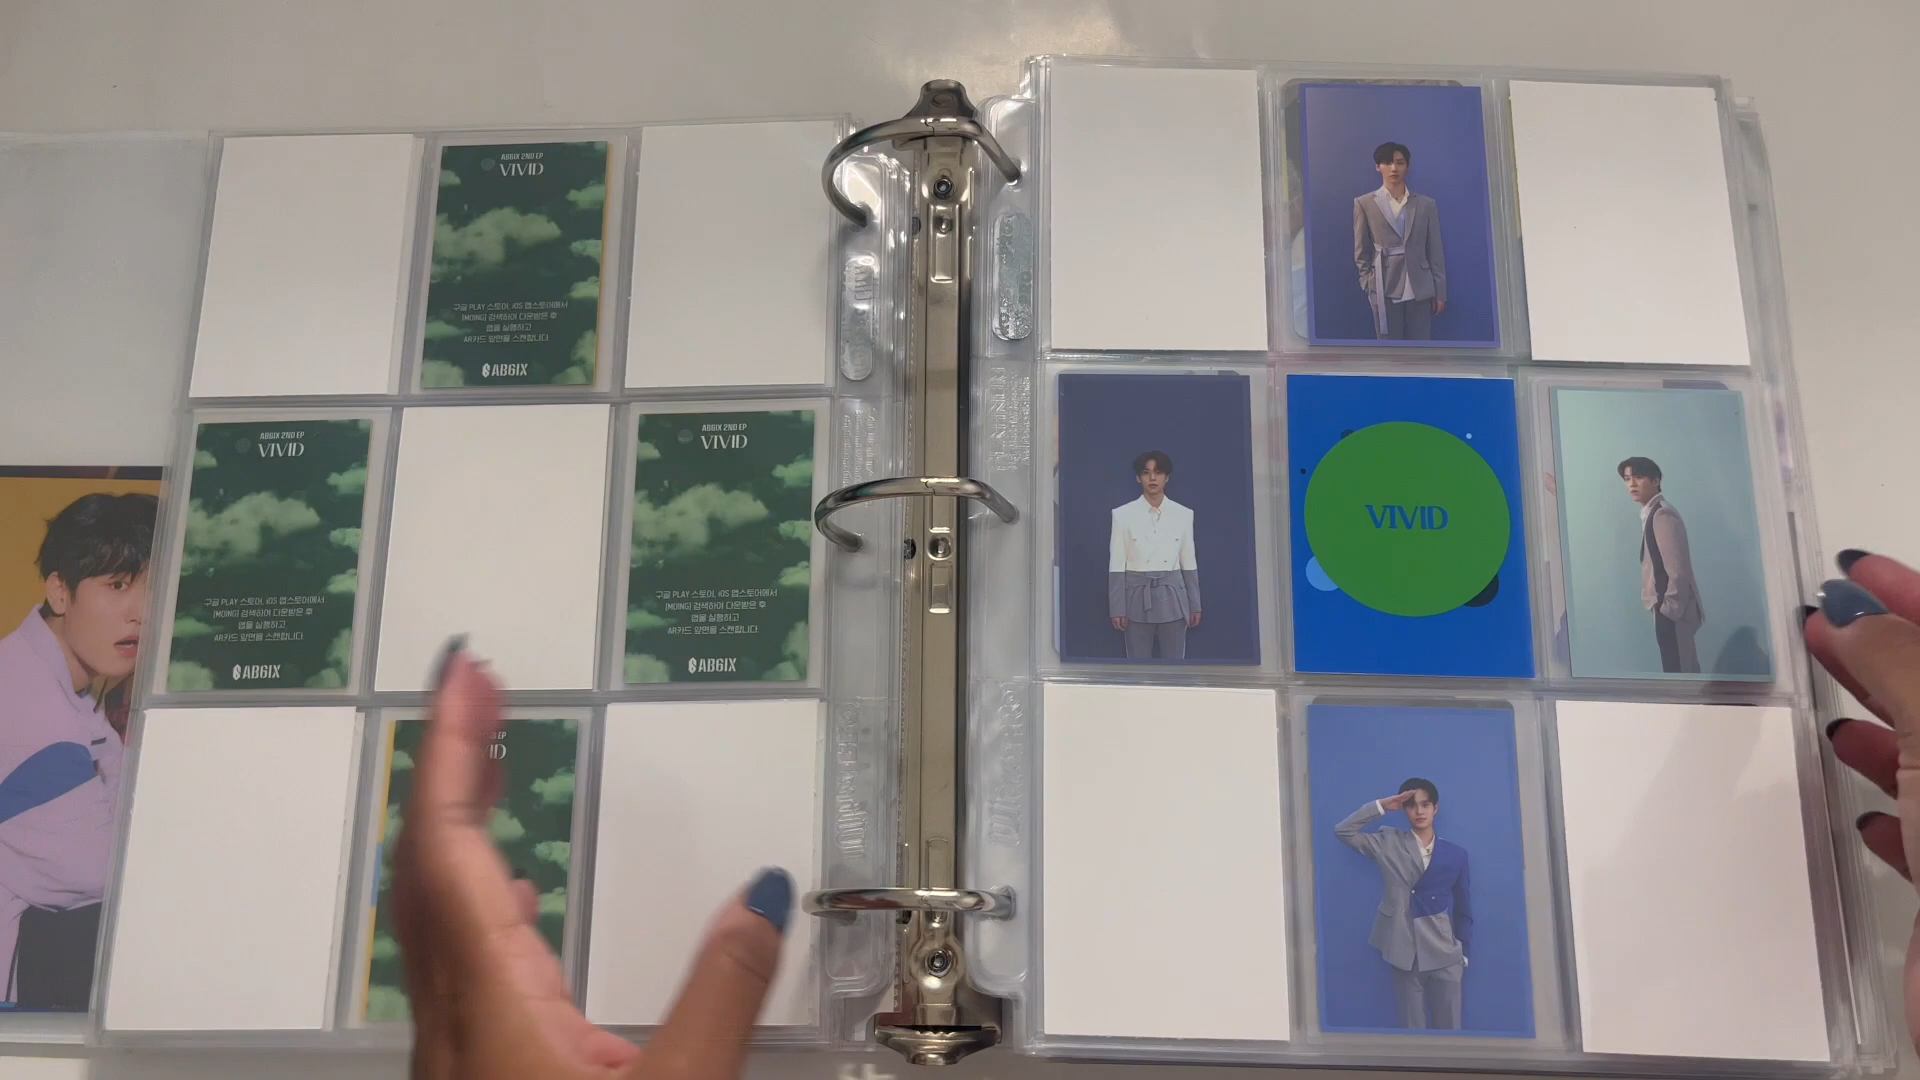 AB6IX 2ND EP
VIVID
구글 PLAY 스토어, iOS 앱스토어에서
[MOING] 검색하여 다운받은 후
앱을 실행하고
AR카드 앞면을 스캔합니다.
AB6IX
AB6IX 2ND EP
VIVID
구글 PLAY 스토어, iOS 앱스토어에서
[MOING] 검색하여 다운받은 후
앱을 실행하고
AR카드 앞면을 스캔합니다.
AB6IX
AB6IX 2ND EP
VIVID
구글 PLAY 스토어, iOS 앱스토어에서
[MOING] 검색하여 다운받은 후
앱을 실행하고
AR카드 앞면을 스캔합니다.
AB6IX
EP
VIVID